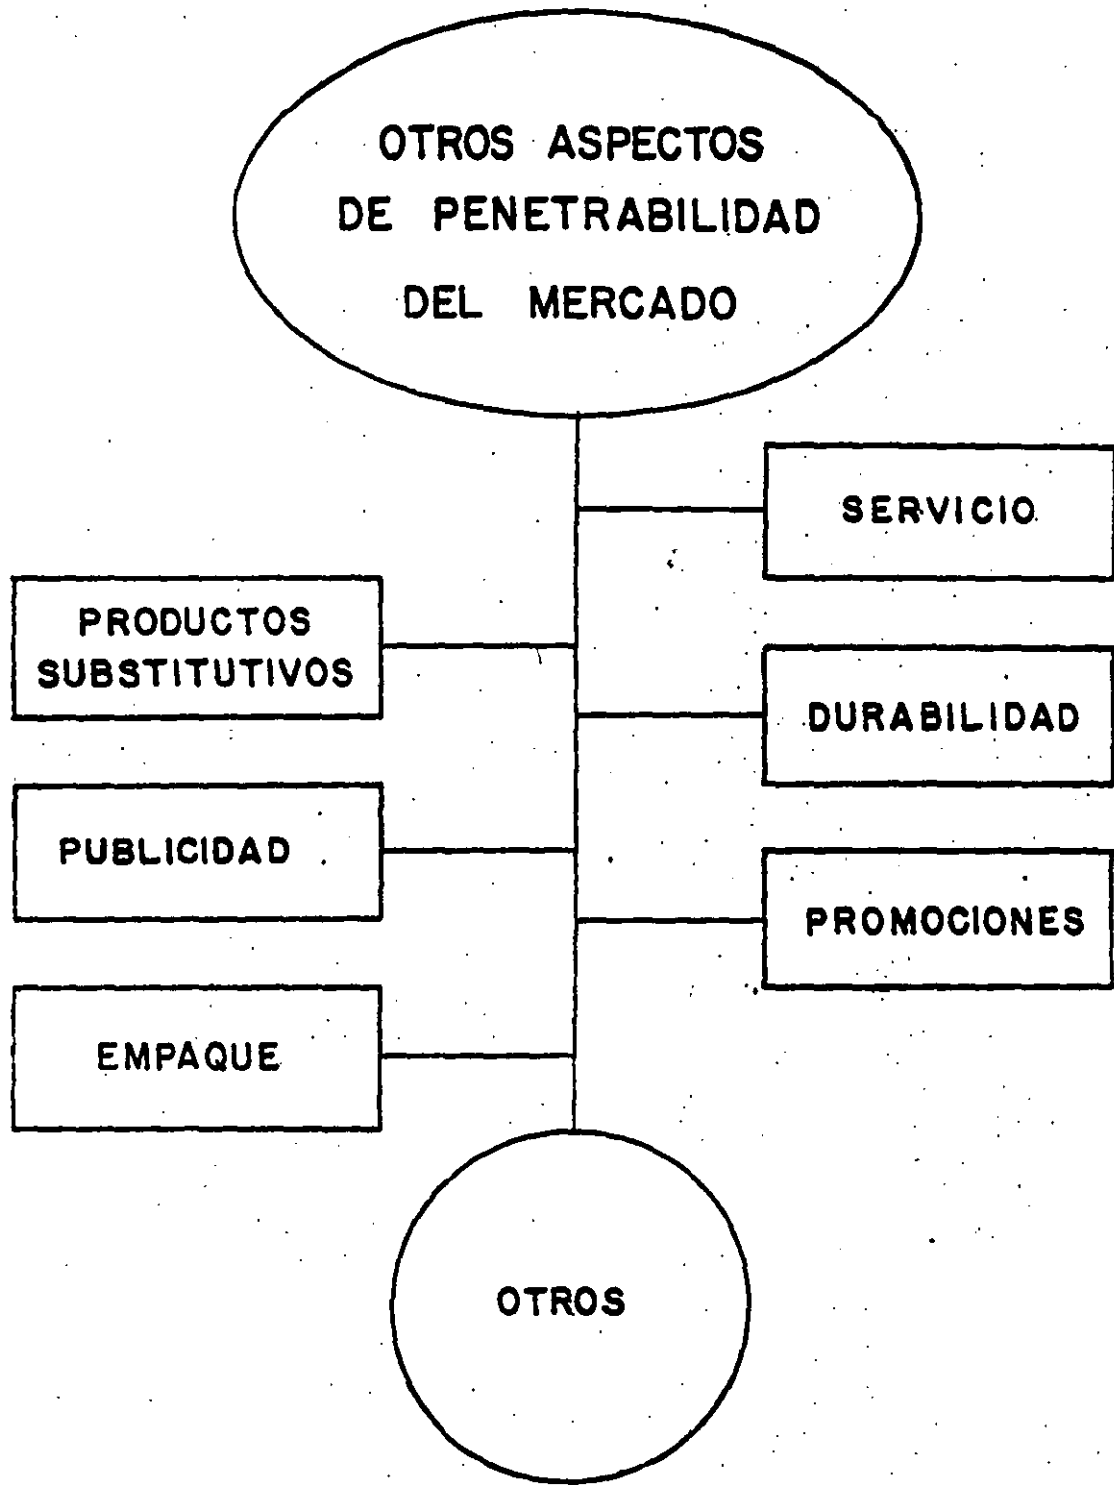 OTROS ASPECTOS
DE PENETRABILIDAD
DEL MERCADO
SERVICIO
PRODUCTOS
SUBSTITUTIVOS
DURABILIDAD
PUBLICIDAD
PROMOCIONES
EMPAQUE
OTROS